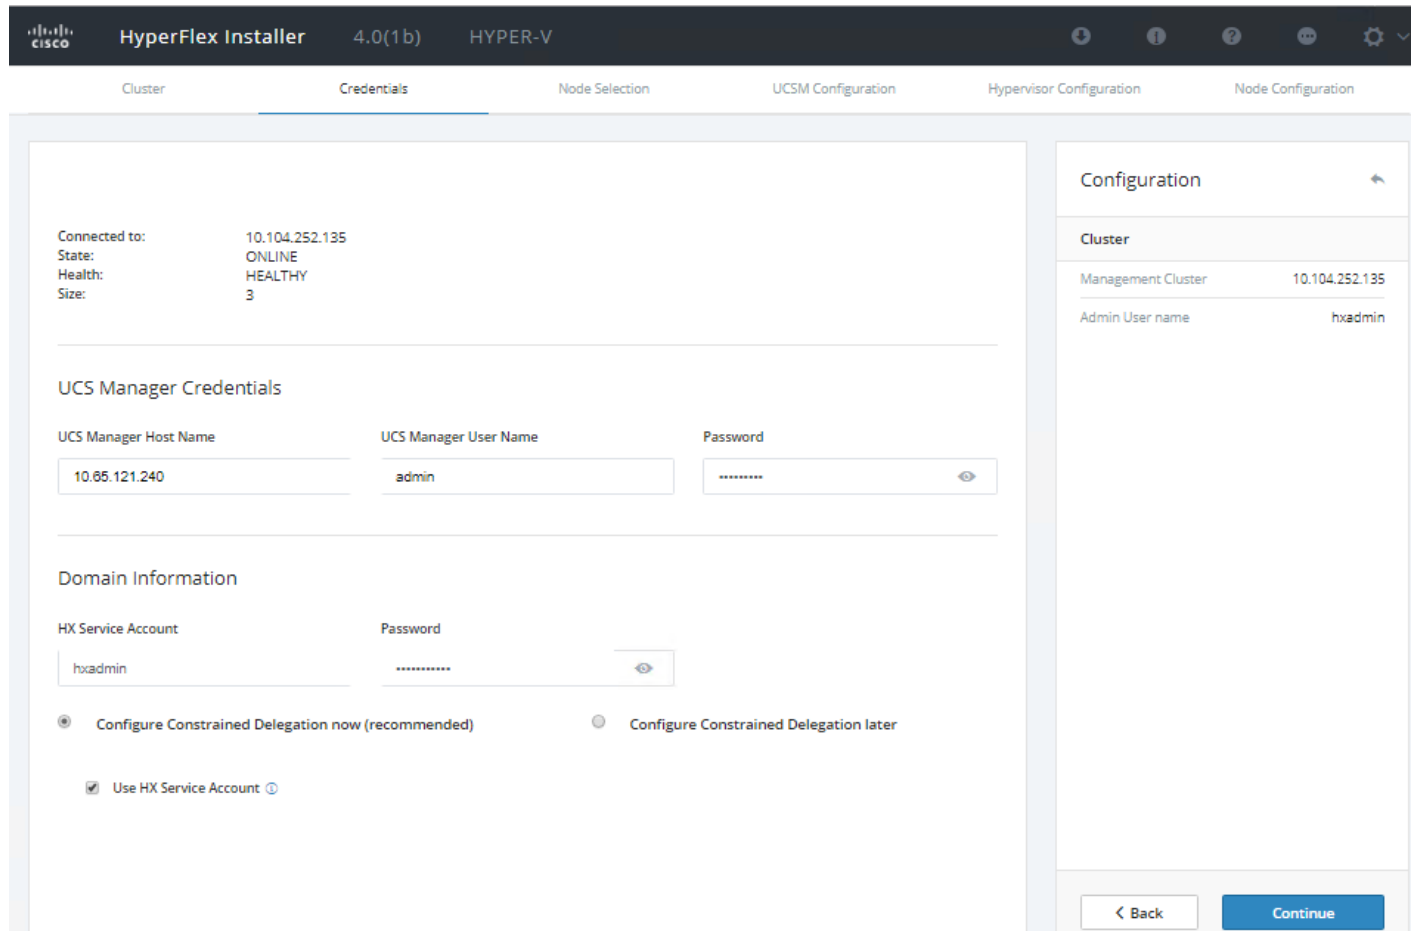 CISCO HyperFlex Installer 4.0(1b) HYPER-V
Cluster Credentials Node Selection UCSM Configuration Hypervisor Configuration Node Configuration
Connected to: 10.104.252.135
State: ONLINE
Health: HEALTHY
Size: 3
UCS Manager Credentials
UCS Manager Host Name UCS Manager User Name Password
10.65.121.240 admin •••••••••
Domain Information
HX Service Account Password
hxadmin •••••••••••
Configure Constrained Delegation now (recommended) Configure Constrained Delegation later
Use HX Service Account
Configuration
Cluster
Management Cluster 10.104.252.135
Admin User name hxadmin
< Back Continue